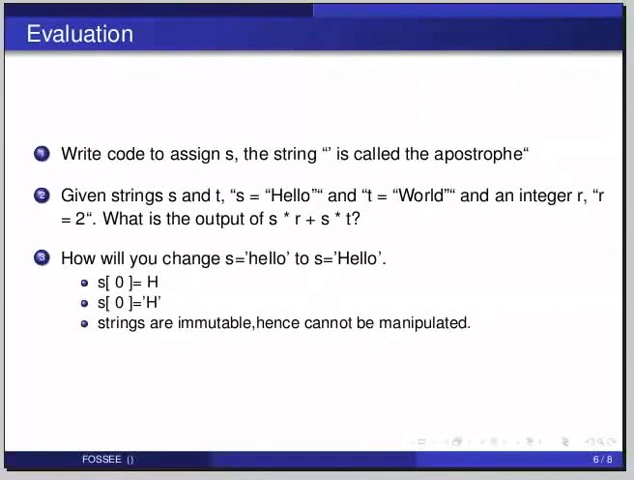 Evaluation
1 Write code to assign s, the string “’ is called the apostrophe“
2 Given strings s and t, “s = “Hello”“ and “t = “World”“ and an integer r, “r
= 2“. What is the output of s * r + s * t?
3 How will you change s=’hello’ to s=’Hello’.
s[ 0 ]= H
s[ 0 ]=’H’
strings are immutable,hence cannot be manipulated.
FOSSEE () 6 / 8